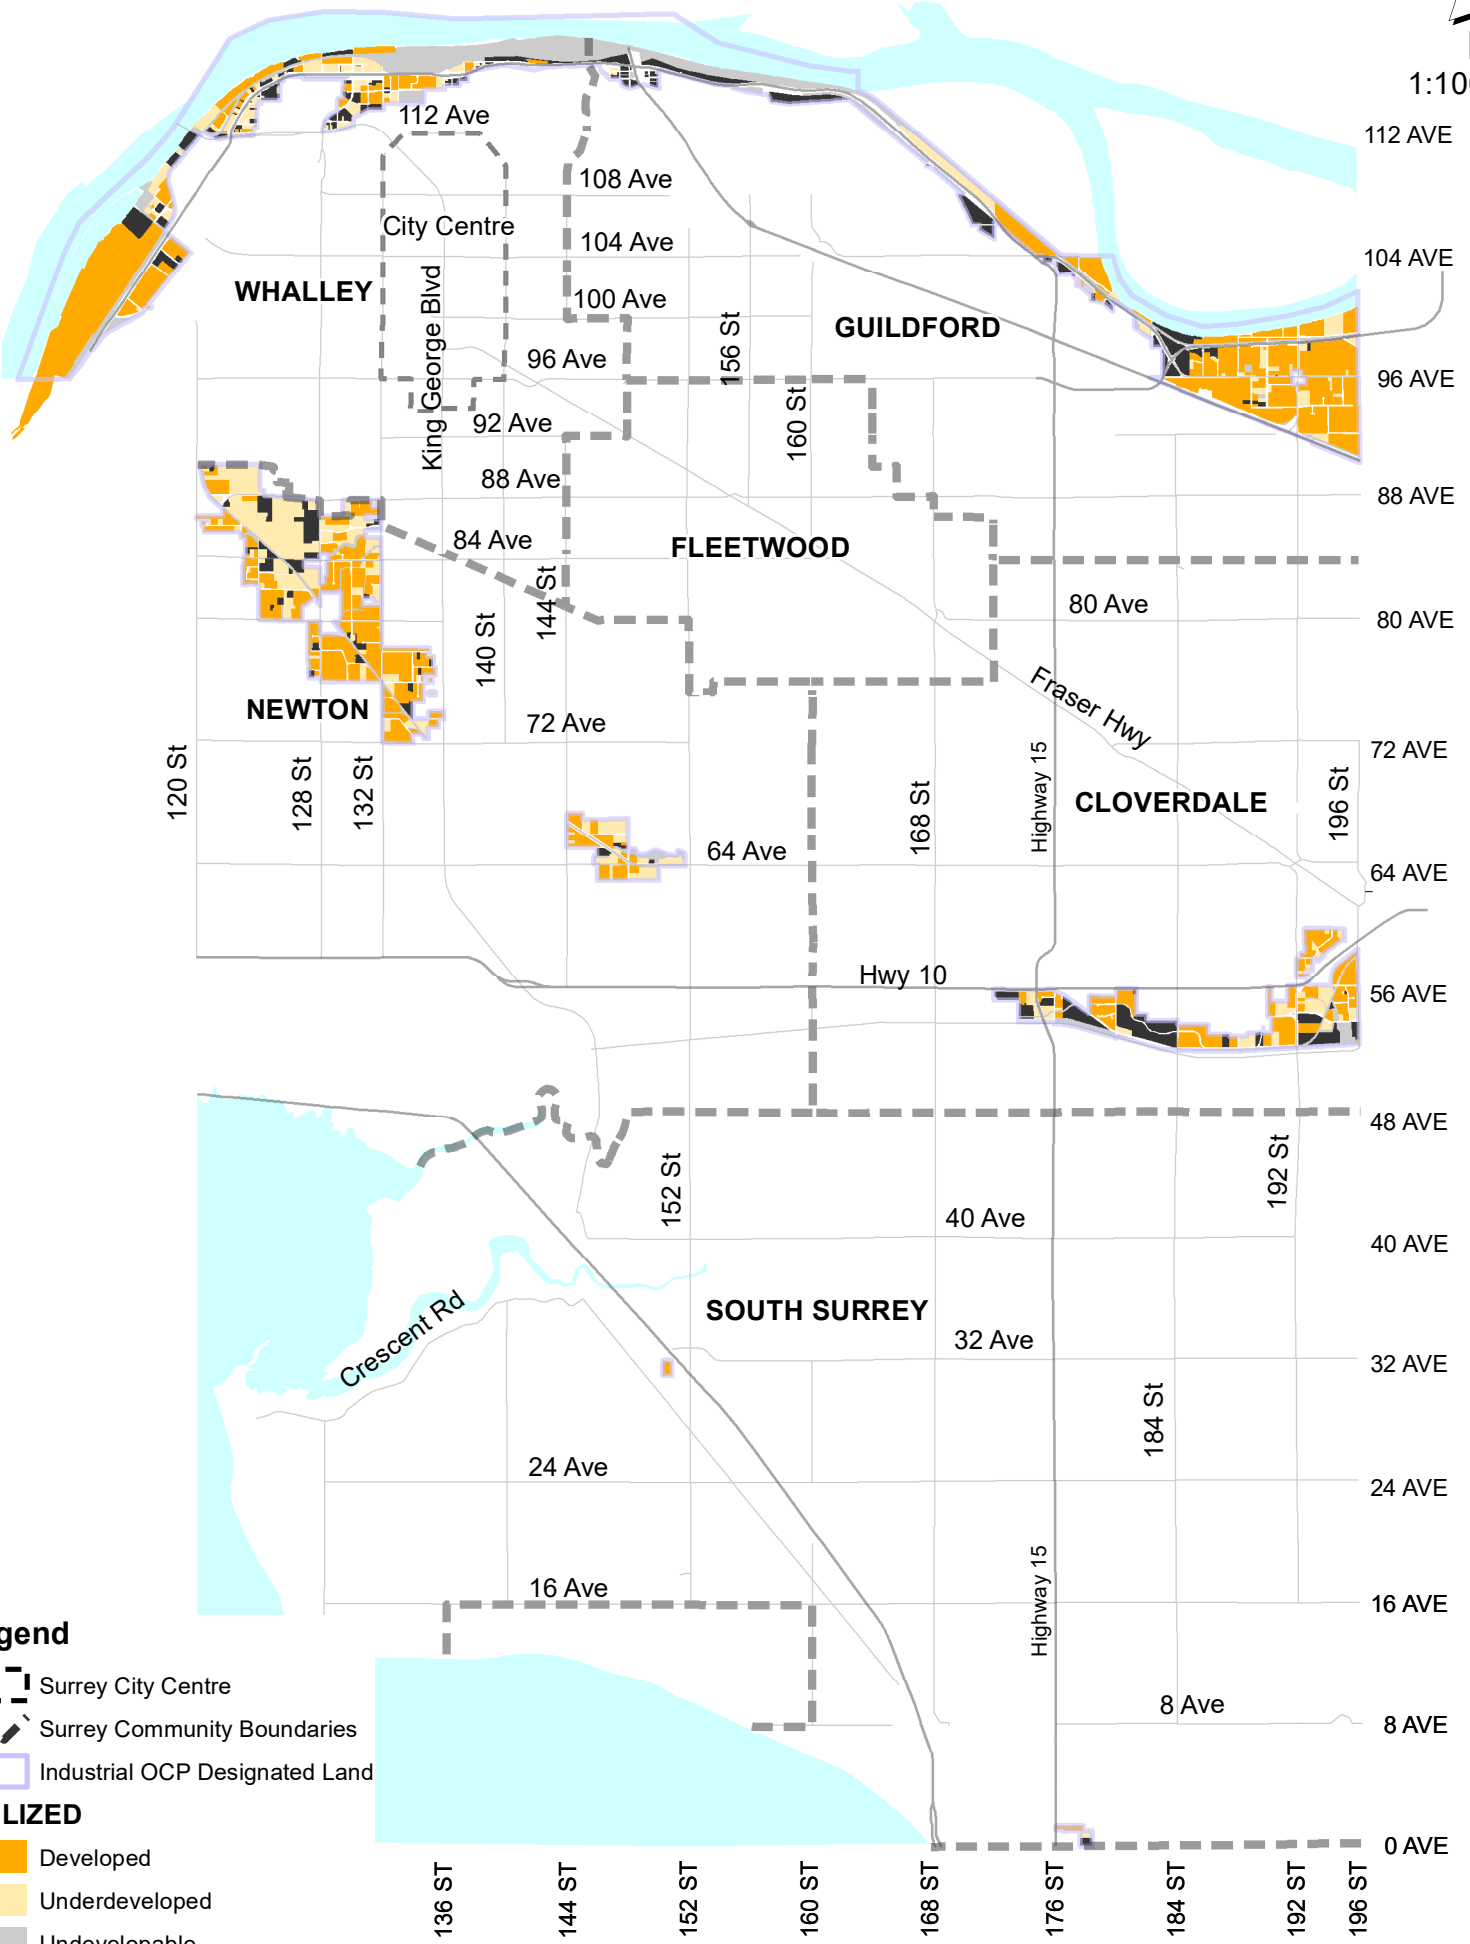 1:10
112 AVE
112 Ave
108 Ave
City Centre
104 Ave
104 AVE
WHALLEY
100 Ave
GUILDFORD
King George Blvd
156 St
96 Ave
96 AVE
160 St
92 Ave
88 Ave
88 AVE
84 Ave
FLEETWOOD
144 St
80 Ave
80 AVE
140 St
Fraser Hwy
NEWTON
72 Ave
72 AVE
120 St
128 St
132 St
168 St
Highway 15
CLOVERDALE
196 St
64 Ave
64 AVE
Hwy 10
56 AVE
48 AVE
152 St
192 St
40 Ave
40 AVE
Crescent Rd
SOUTH SURREY
32 Ave
32 AVE
184 St
24 Ave
24 AVE
Highway 15
16 Ave
16 AVE
8 Ave
8 AVE
0 AVE
gend
Surrey City Centre
Surrey Community Boundaries
Industrial OCP Designated Land
LIZED
Developed
Underdeveloped
Undevelopable
136 ST
144 ST
152 ST
160 ST
168 ST
176 ST
184 ST
192 ST
196 ST